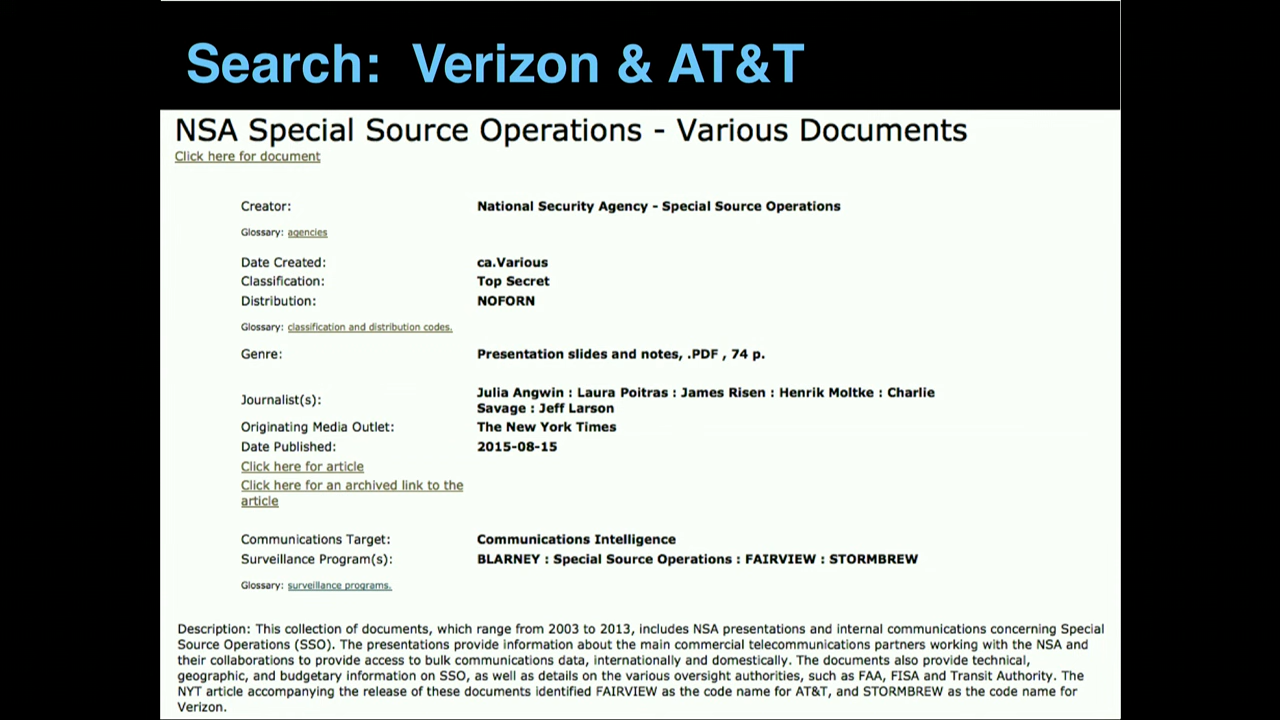 Search: Verizon & AT&T
NSA Special Source Operations - Various Documents
Click here for document
Creator: National Security Agency - Special Source Operations
Glossary: agencies
Date Created: ca.Various
Classification: Top Secret
Distribution: NOFORN
Glossary: classification and distribution codes.
Genre: Presentation slides and notes, .PDF , 74 p.
Journalist(s): Julia Angwin : Laura Poitras : James Risen : Henrik Moltke : Charlie
Savage : Jeff Larson
Originating Media Outlet: The New York Times
Date Published: 2015-08-15
Click here for article
Click here for an archived link to the
article
Communications Target: Communications Intelligence
Surveillance Program(s): BLARNEY : Special Source Operations : FAIRVIEW : STORMBREW
Glossary: surveillance programs.
Description: This collection of documents, which range from 2003 to 2013, includes NSA presentations and internal communications concerning Special
Source Operations (SSO). The presentations provide information about the main commercial telecommunications partners working with the NSA and
their collaborations to provide access to bulk communications data, internationally and domestically. The documents also provide technical,
geographic, and budgetary information on SSO, as well as details on the various oversight authorities, such as FAA, FISA and Transit Authority. The
NYT article accompanying the release of these documents identified FAIRVIEW as the code name for AT&T, and STORMBREW as the code name for
Verizon.